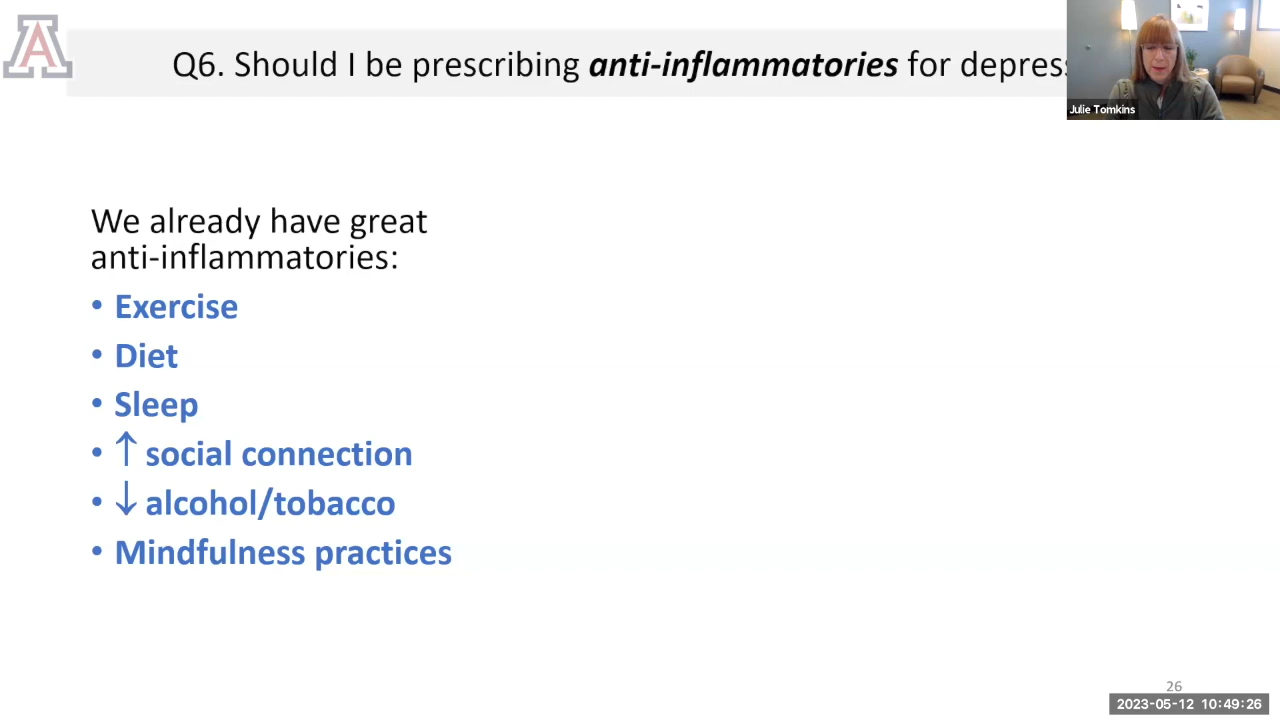 A
Q6. Should I be prescribing anti-inflammatories for depres
Julie Tomkins
We already have great
anti-inflammatories:
• Exercise
• Diet
• Sleep
• ↑ social connection
• ↓ alcohol/tobacco
• Mindfulness practices
26
2023-05-12 10:49:26